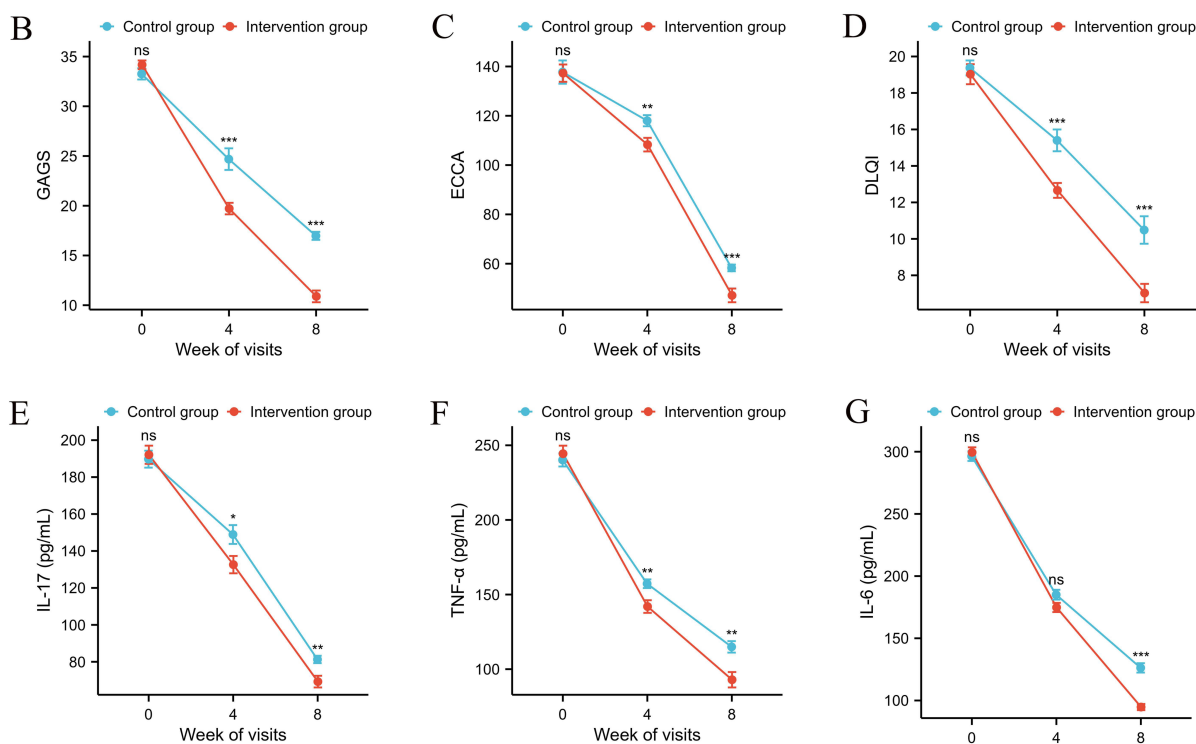 B
Control group Intervention group
GAGS
35
30
25
20
15
10
ns
***
***
0 4 8
Week of visits
C
Control group Intervention group
ECCA
140
120
100
80
60
ns
**
***
0 4 8
Week of visits
D
Control group Intervention group
DLQI
20
18
16
14
12
10
8
ns
***
***
0 4 8
Week of visits
E
Control group Intervention group
IL-17 (pg/mL)
200
180
160
140
120
100
80
ns
*
**
0 4 8
Week of visits
F
Control group Intervention group
TNF-α (pg/mL)
250
200
150
100
ns
**
**
0 4 8
Week of visits
G
Control group Intervention group
IL-6 (pg/mL)
300
250
200
150
100
ns
ns
***
0 4 8